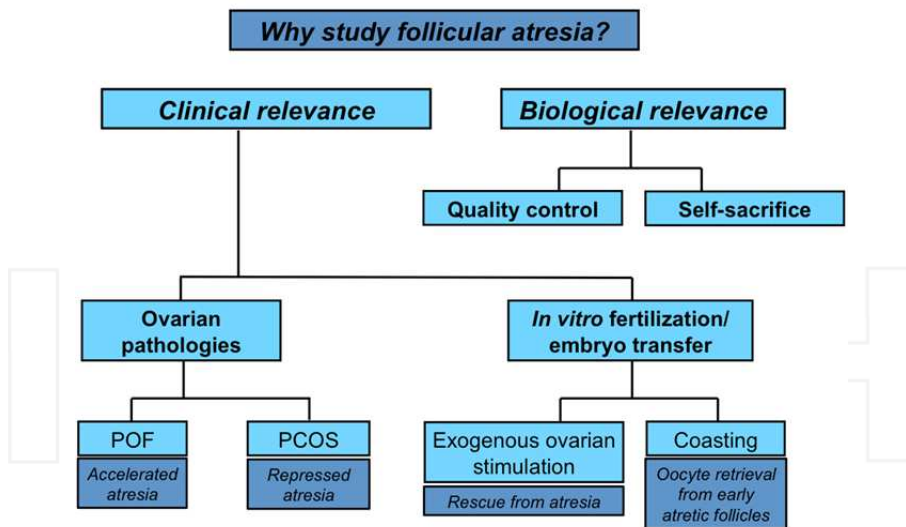 Why study follicular atresia?
Clinical relevance
Biological relevance
Quality control
Self-sacrifice
Ovarian
pathologies
In vitro fertilization/
embryo transfer
POF
Accelerated
atresia
PCOS
Repressed
atresia
Exogenous ovarian
stimulation
Rescue from atresia
Coasting
Oocyte retrieval
from early
atretic follicles